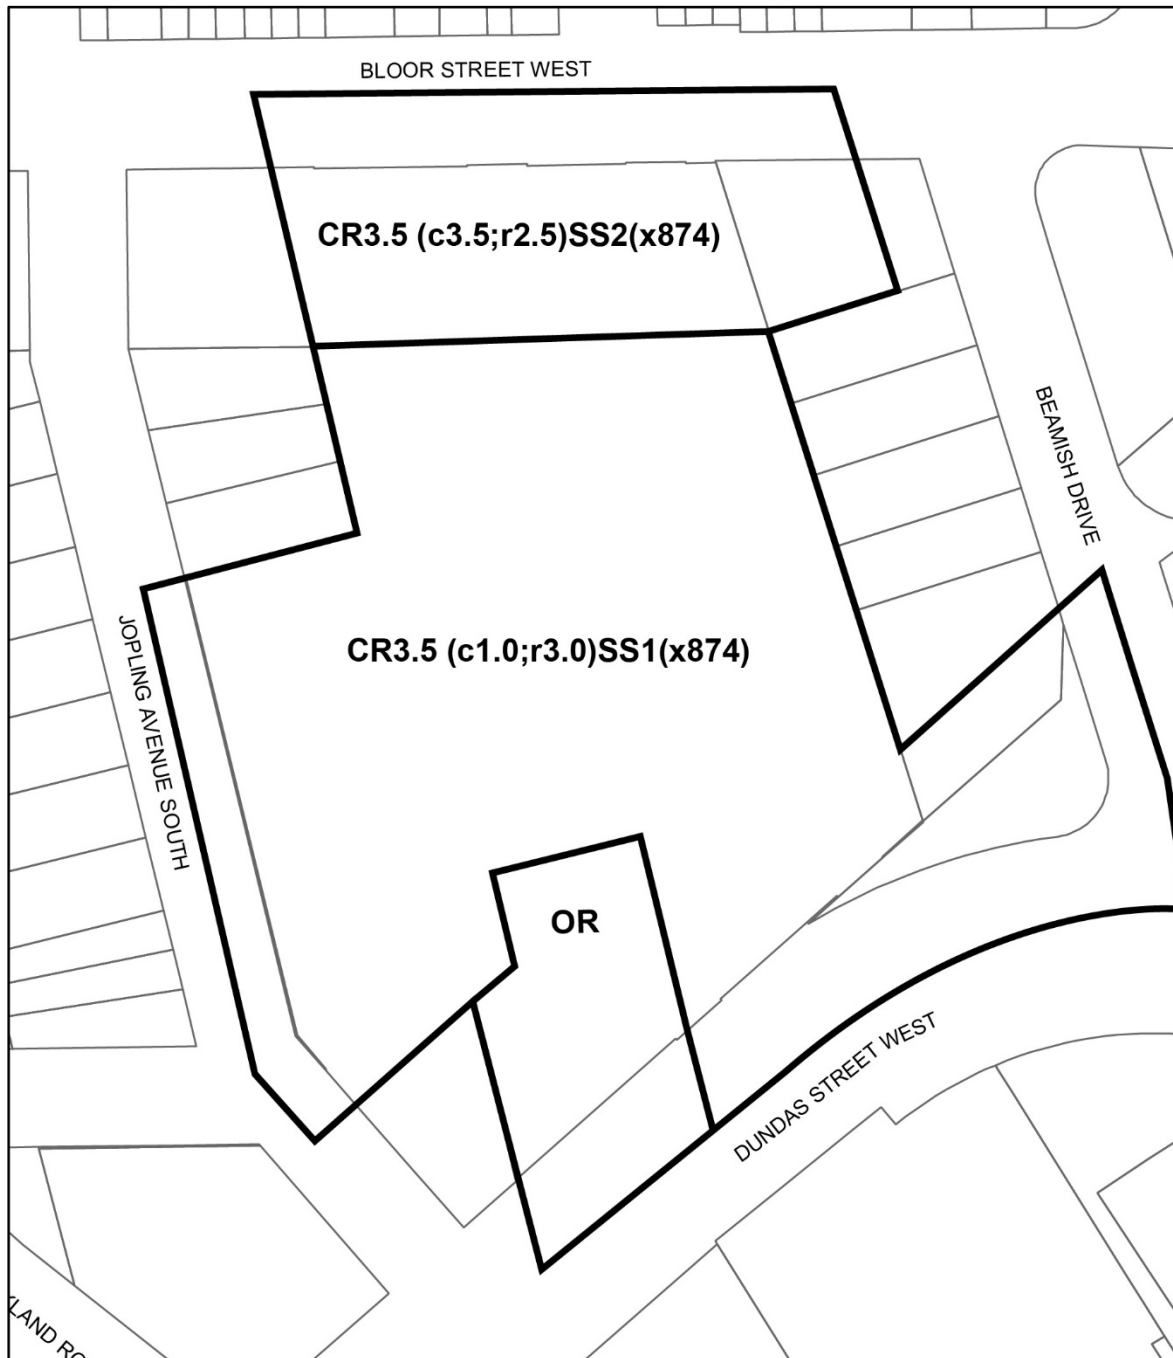 BLOOR STREET WEST
CR3.5 (c3.5;r2.5)SS2(x874)
BEAMISH DRIVE
CR3.5 (c1.0;r3.0)SS1(x874)
JOPLING AVENUE SOUTH
OR
DUNDAS STREET WEST